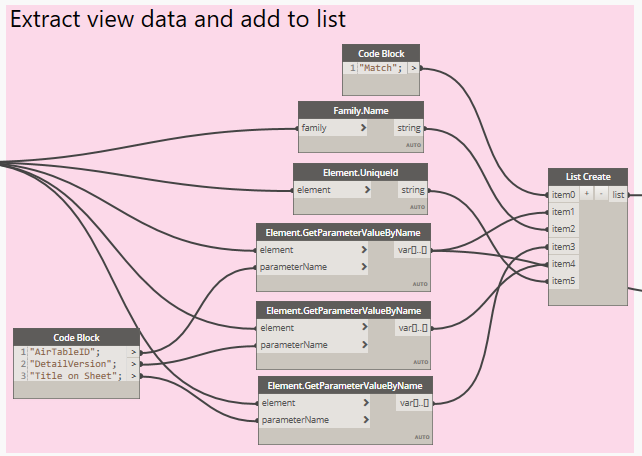 Extract view data and add to list
Code Block
1 "Match"; >
Family.Name
family > string
AUTO
Element.UniqueId
element > string
AUTO
Element.GetParameterValueByName
element > var[]..[]
parameterName >
AUTO
Element.GetParameterValueByName
element > var[]..[]
parameterName >
AUTO
Element.GetParameterValueByName
element > var[]..[]
parameterName >
AUTO
Code Block
1 "AirTableID"; >
2 "DetailVersion"; >
3 "Title on Sheet"; >
List Create
item0 + - list
item1
item2
item3
item4
item5
AUTO